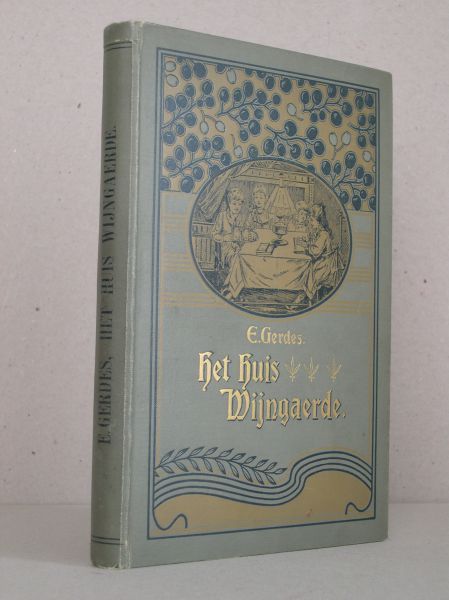 E. GERDES, HET HUIS WIJNGAERDE.
E. Gerdes.
Het Huis
Wijngaerde.